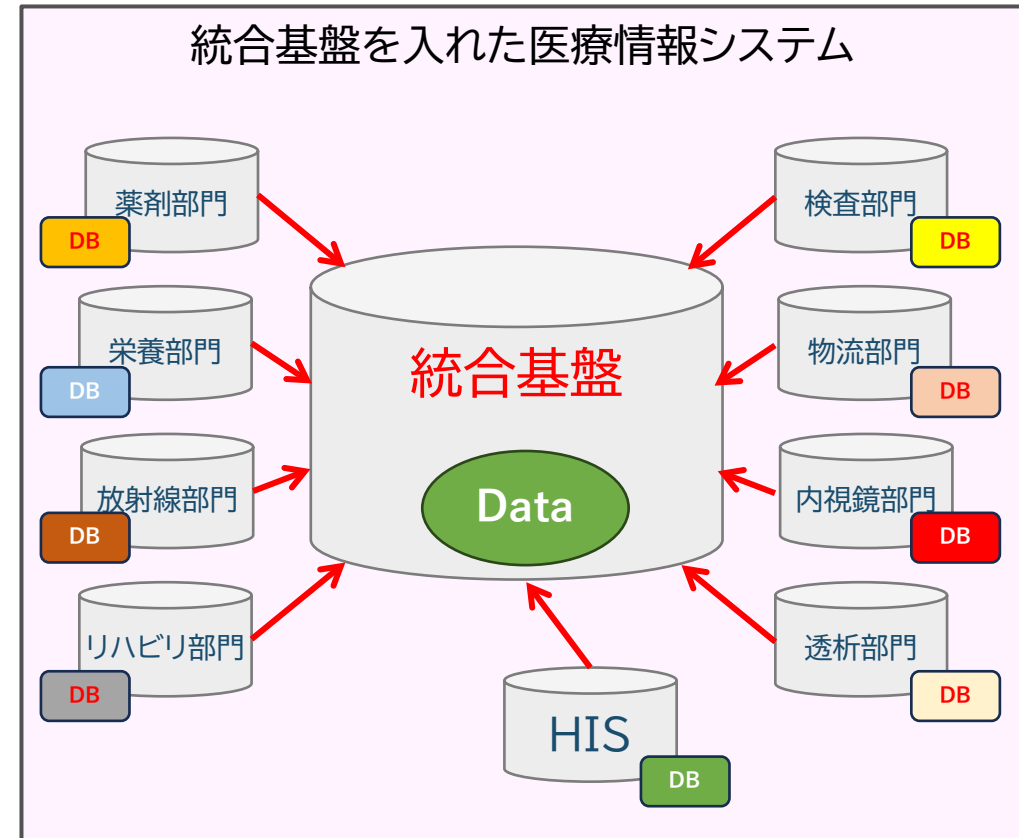 統合基盤を入れた医療情報システム
薬剤部門
DB
検査部門
DB
栄養部門
DB
物流部門
DB
統合基盤
Data
放射線部門
DB
内視鏡部門
DB
リハビリ部門
DB
透析部門
DB
HIS
DB